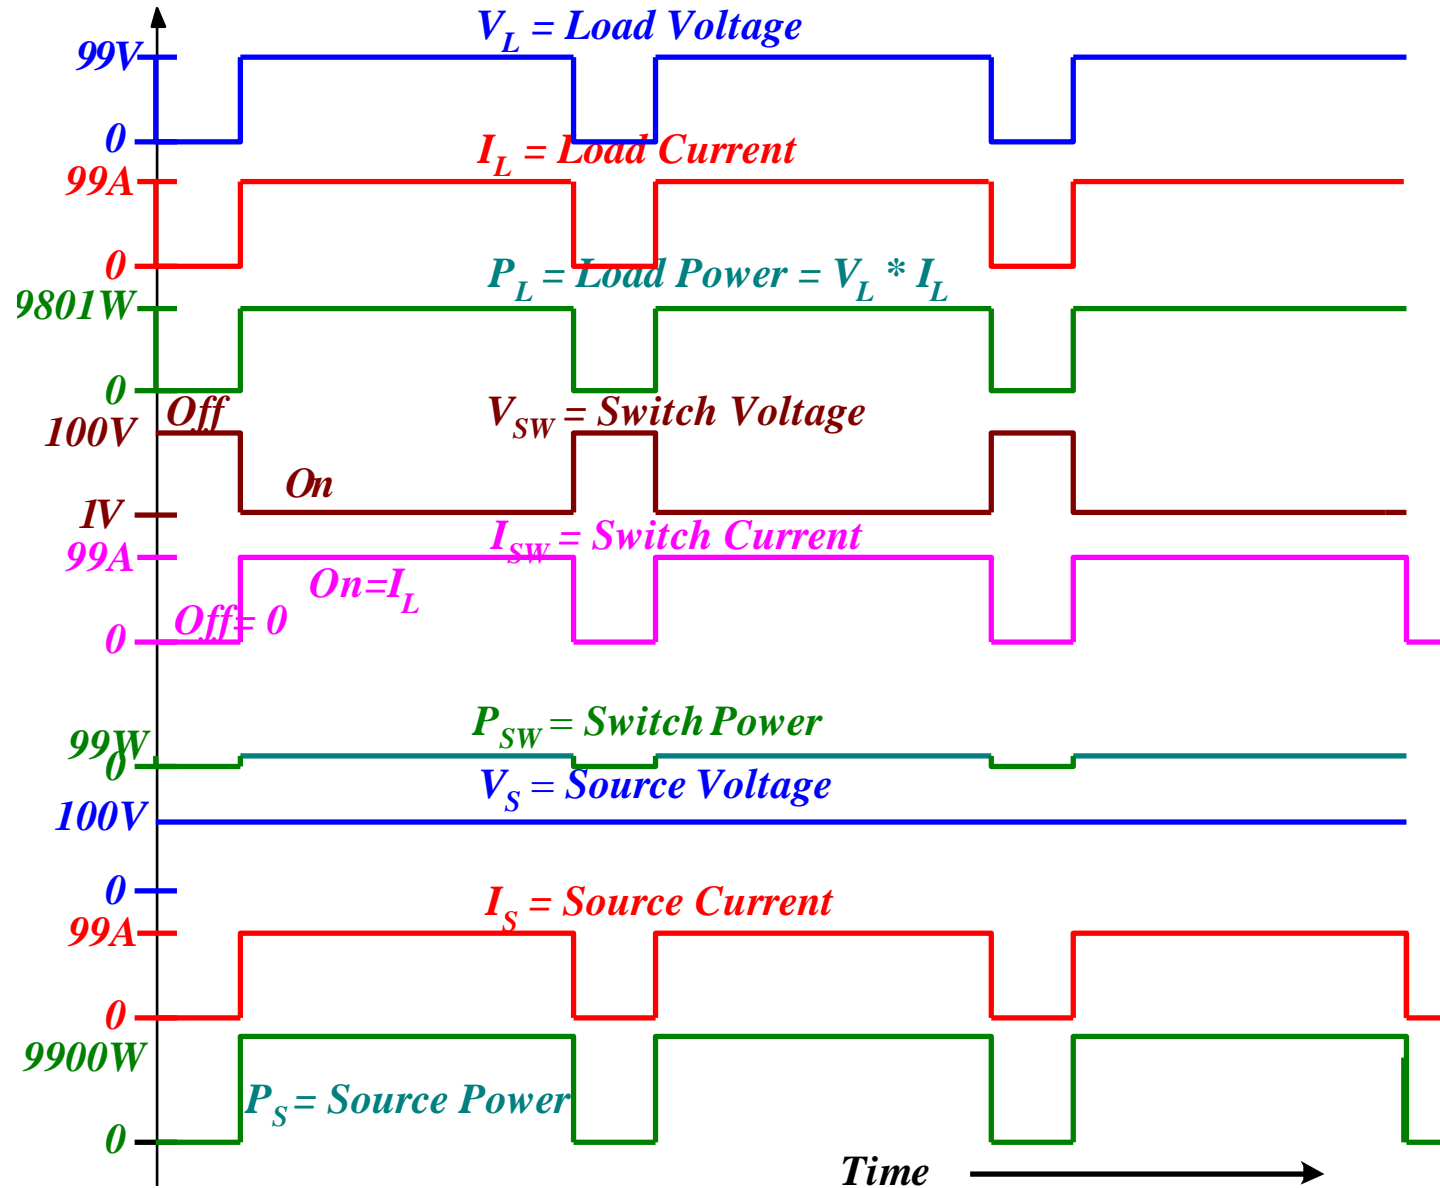 V_L = Load Voltage
99V
0
I_L = Load Current
99A
0
P_L = Load Power = V_L * I_L
9801W
0
Off
V_SW = Switch Voltage
100V
On
1V
I_SW = Switch Current
99A
On=I_L
Off= 0
0
P_SW = Switch Power
99W
0
V_S = Source Voltage
100V
0
I_S = Source Current
99A
0
9900W
P_S = Source Power
0
Time